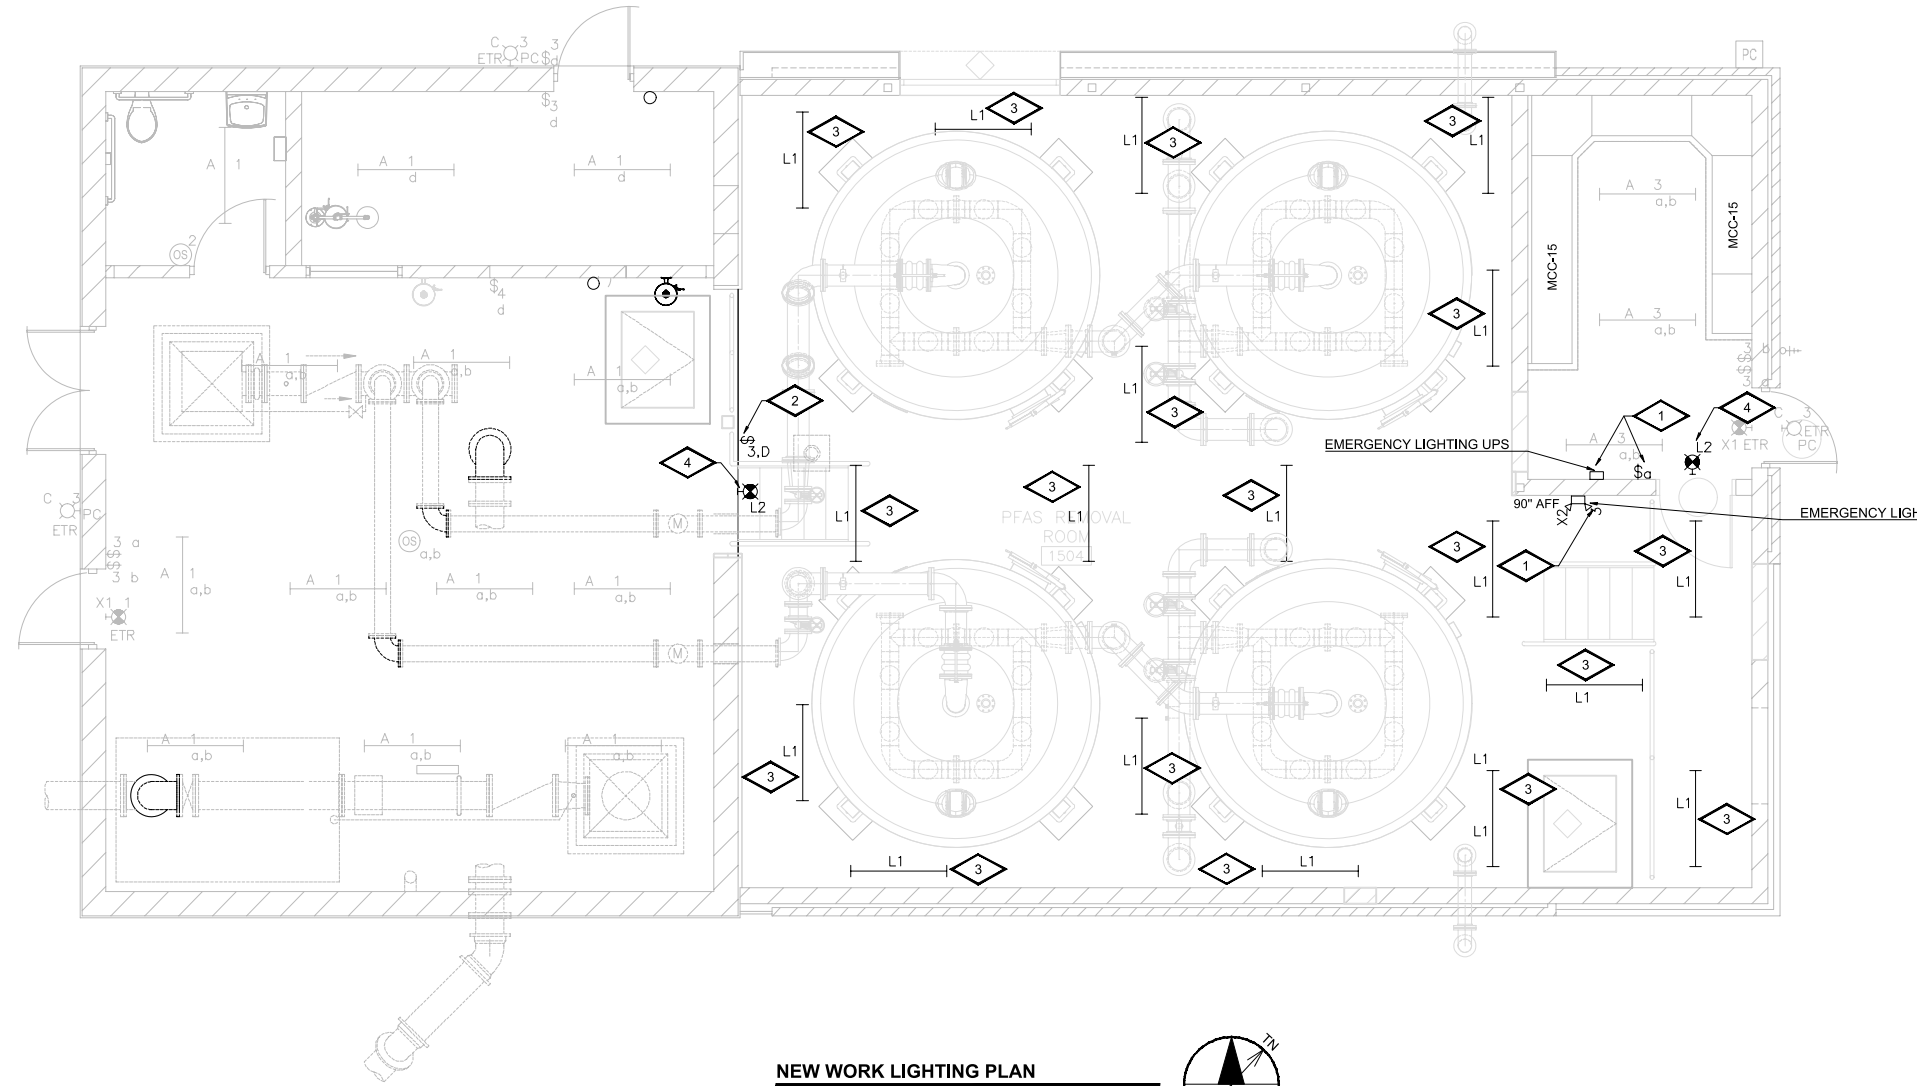 C 3
ETR PC $ 3
d
$ 3
d
PC
A 1
A 1
d
A 1
d
OS 2
$ 4
d
L1
3
L1
3
L1
3
L1
3
MCC-15
MCC-15
A 3
a,b
A 3
a,b
A 1
a,b
A 1
a,b
A 1
a,b
L1
3
L1
3
$ 3 b
$ 3
2
$
3,D
4
L2
EMERGENCY LIGHTING UPS
1
4
A 3
a,b
$a
L2
X1 ETR
C 3
ETR
PC
90" AFF
X2
EMERGENCY LIGH
1
C 3
PC
ETR
$ 3 a
$ 3 b
A 1
a,b
X1 1
ETR
OS
a,b
M
M
A 1
a,b
A 1
a,b
A 1
a,b
L1
3
3
L1
3
L1
PFAS REMOVAL
ROOM
1504
3
L1
3
L1
3
L1
A 1
a,b
A 1
a,b
A 1
a,b
L1
3
L1
3
L1
3
L1
L1
3
L1
3
3
L1
NEW WORK LIGHTING PLAN
TN